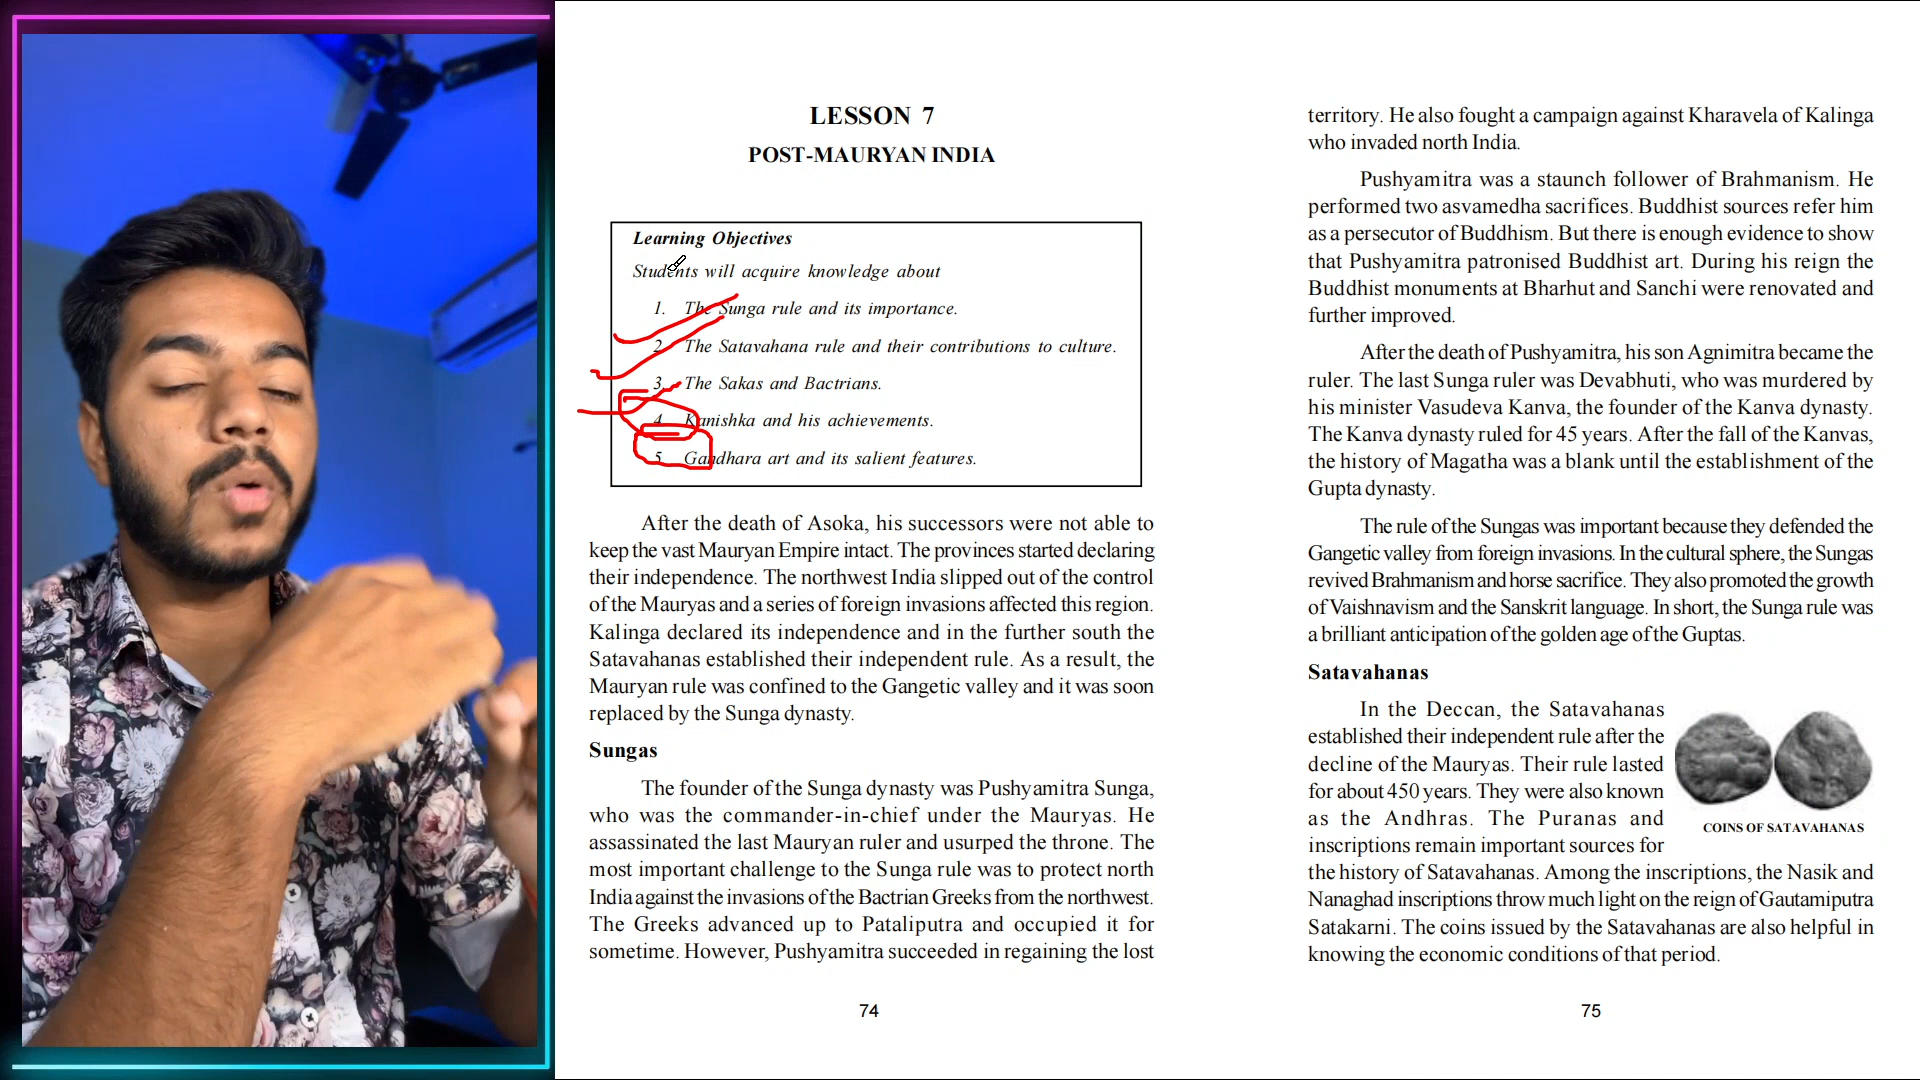 LESSON 7
POST-MAURYAN INDIA
Learning Objectives
Students will acquire knowledge about
1. The Sunga rule and its importance.
2. The Satavahana rule and their contributions to culture.
3. The Sakas and Bactrians.
4. Kanishka and his achievements.
5. Gandhara art and its salient features.
After the death of Asoka, his successors were not able to
keep the vast Mauryan Empire intact. The provinces started declaring
their independence. The northwest India slipped out of the control
of the Mauryas and a series of foreign invasions affected this region.
Kalinga declared its independence and in the further south the
Satavahanas established their independent rule. As a result, the
Mauryan rule was confined to the Gangetic valley and it was soon
replaced by the Sunga dynasty.
Sungas
The founder of the Sunga dynasty was Pushyamitra Sunga,
who was the commander-in-chief under the Mauryas. He
assassinated the last Mauryan ruler and usurped the throne. The
most important challenge to the Sunga rule was to protect north
India against the invasions of the Bactrian Greeks from the northwest.
The Greeks advanced up to Pataliputra and occupied it for
sometime. However, Pushyamitra succeeded in regaining the lost
74
territory. He also fought a campaign against Kharavela of Kalinga
who invaded north India.
Pushyamitra was a staunch follower of Brahmanism. He
performed two asvamedha sacrifices. Buddhist sources refer him
as a persecutor of Buddhism. But there is enough evidence to show
that Pushyamitra patronised Buddhist art. During his reign the
Buddhist monuments at Bharhut and Sanchi were renovated and
further improved.
After the death of Pushyamitra, his son Agnimitra became the
ruler. The last Sunga ruler was Devabhuti, who was murdered by
his minister Vasudeva Kanva, the founder of the Kanva dynasty.
The Kanva dynasty ruled for 45 years. After the fall of the Kanvas,
the history of Magatha was a blank until the establishment of the
Gupta dynasty.
The rule of the Sungas was important because they defended the
Gangetic valley from foreign invasions. In the cultural sphere, the Sungas
revived Brahmanism and horse sacrifice. They also promoted the growth
of Vaishnavism and the Sanskrit language. In short, the Sunga rule was
a brilliant anticipation of the golden age of the Guptas.
Satavahanas
In the Deccan, the Satavahanas
established their independent rule after the
decline of the Mauryas. Their rule lasted
for about 450 years. They were also known
as the Andhras. The Puranas and
inscriptions remain important sources for
the history of Satavahanas. Among the inscriptions, the Nasik and
Nanaghad inscriptions throw much light on the reign of Gautamiputra
Satakarni. The coins issued by the Satavahanas are also helpful in
knowing the economic conditions of that period.
COINS OF SATAVAHANAS
75